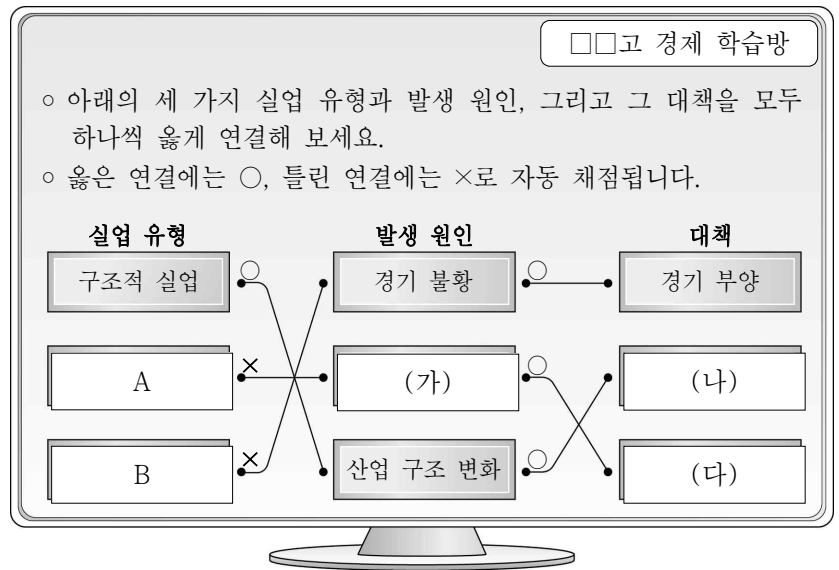 □□고 경제 학습방
○ 아래의 세 가지 실업 유형과 발생 원인, 그리고 그 대책을 모두
하나씩 옳게 연결해 보세요.
○ 옳은 연결에는 ○, 틀린 연결에는 ×로 자동 채점됩니다.
실업 유형 발생 원인 대책
구조적 실업 ○ 경기 불황 ○ 경기 부양
A × (가) ○ (나)
B × 산업 구조 변화 ○ (다)